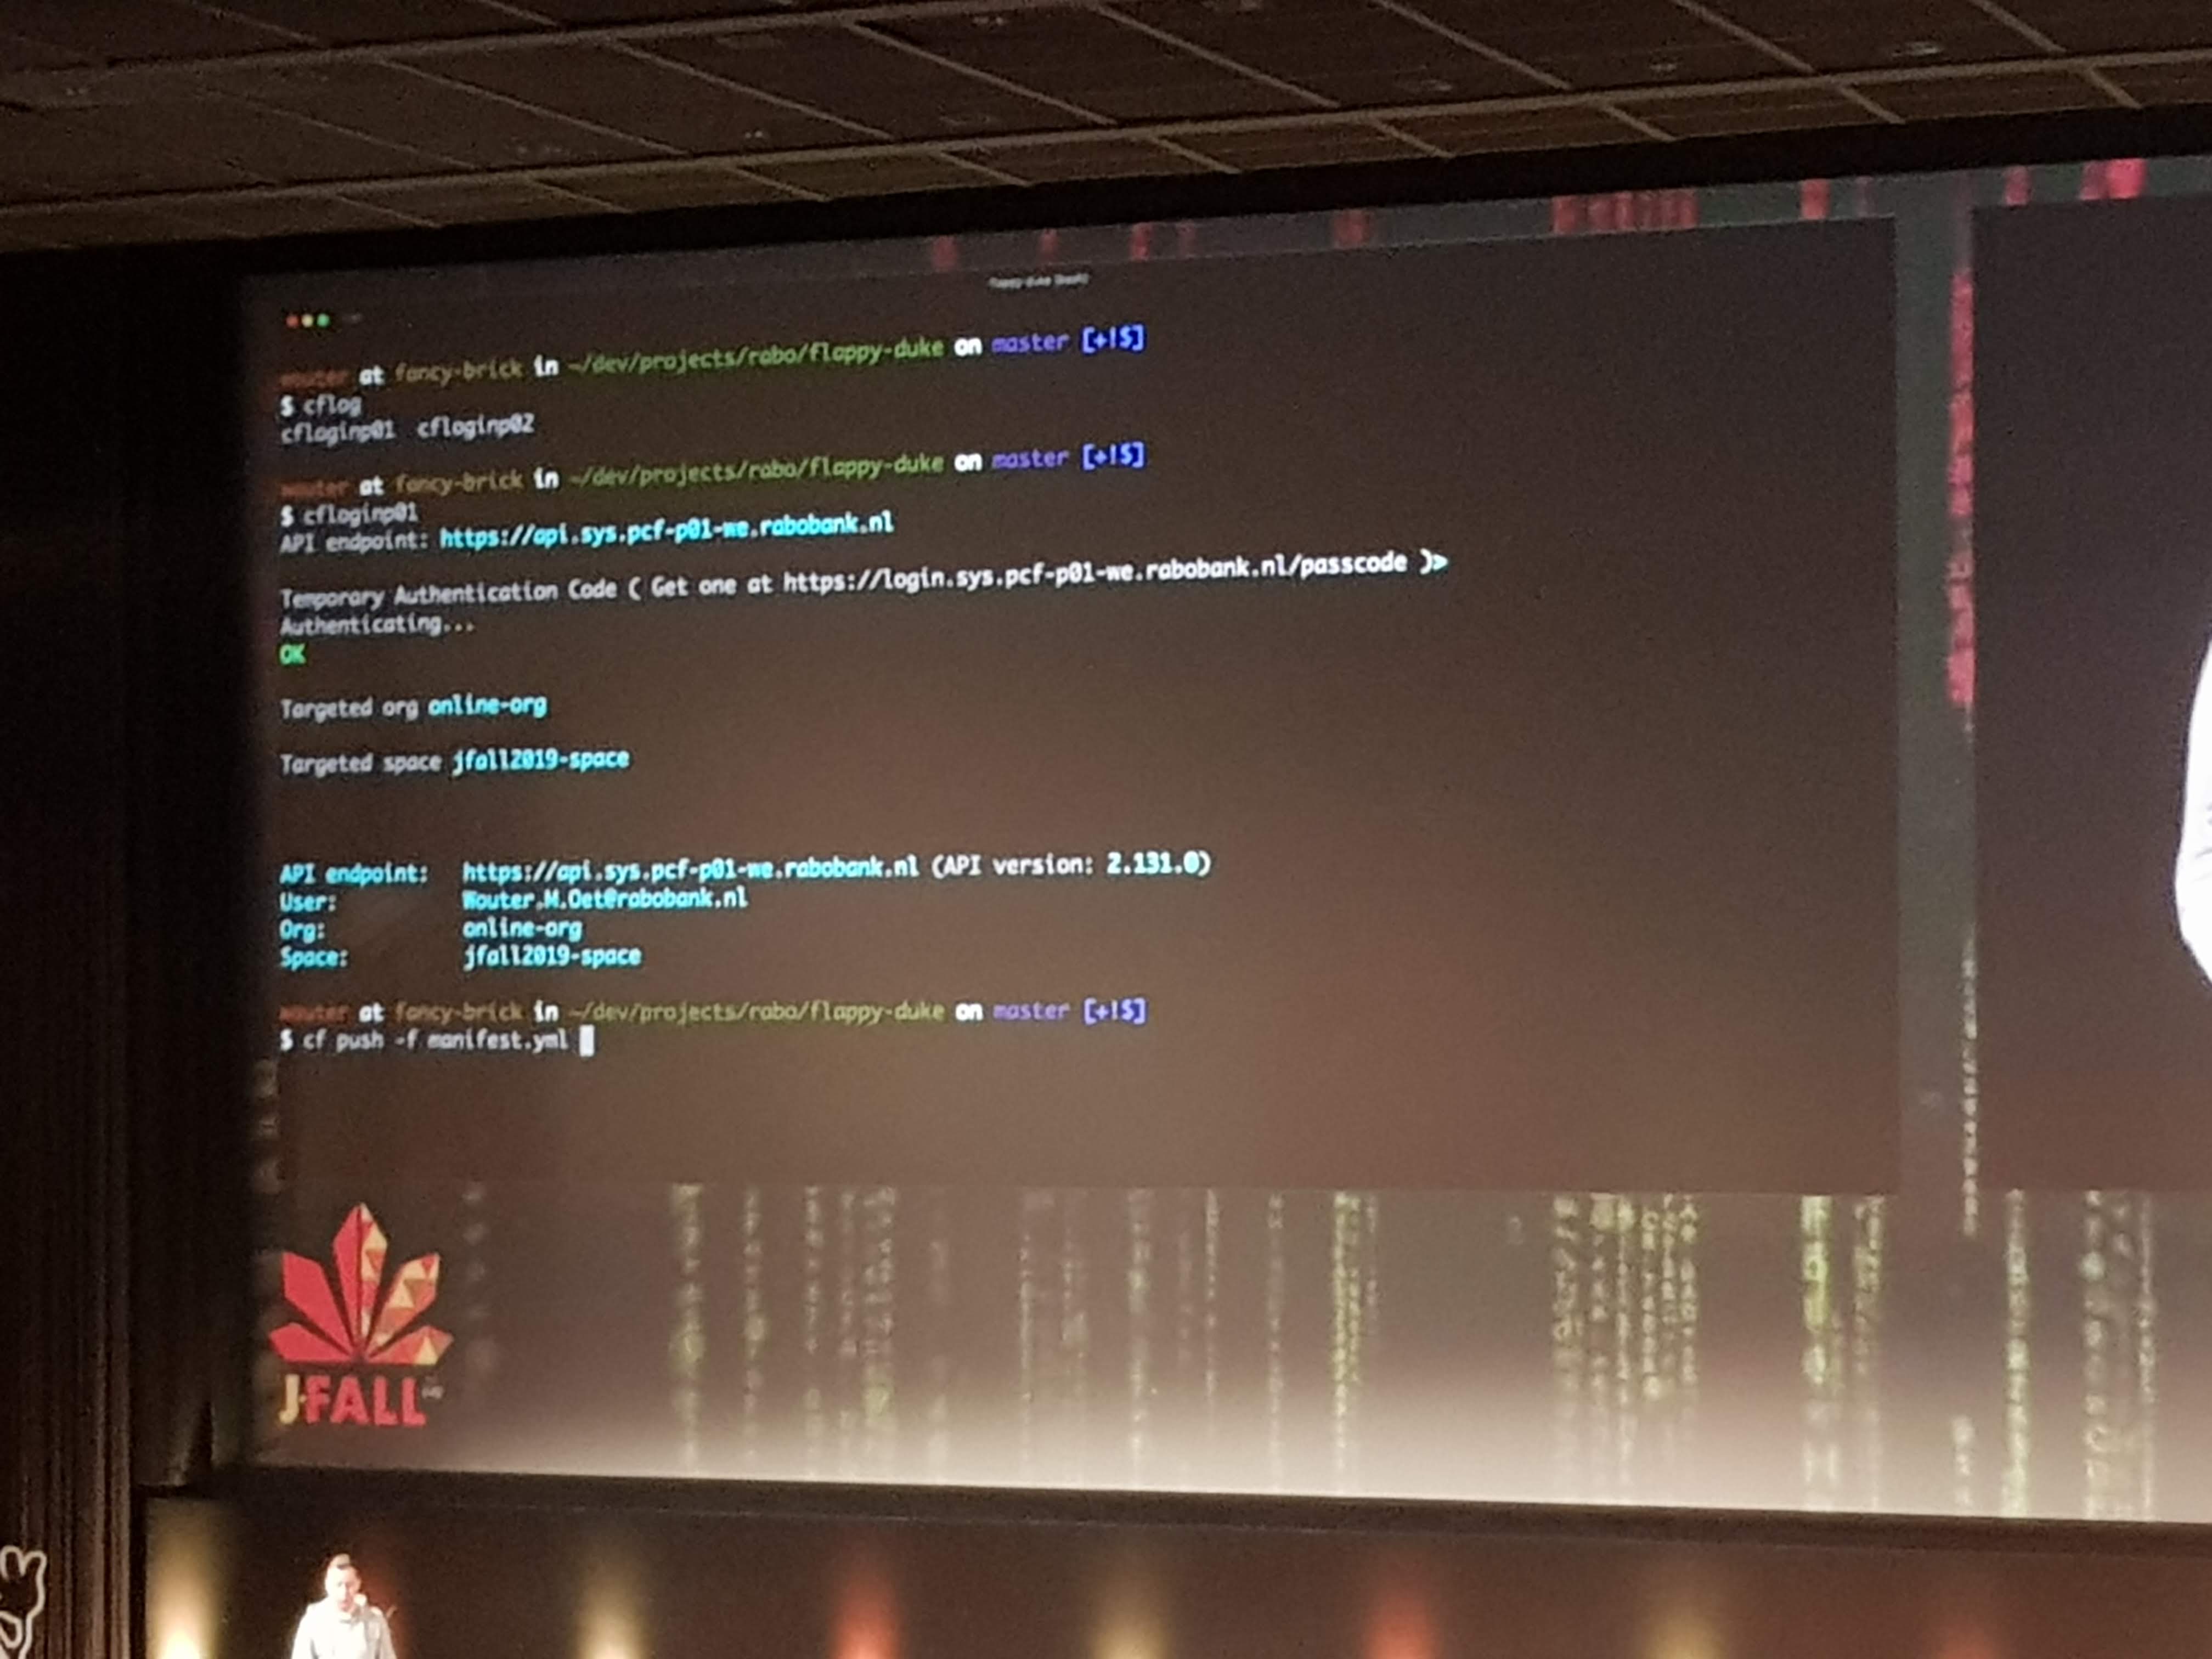 flappy-duke (bash)
wouter at fancy-brick in ~/dev/projects/rabo/flappy-duke on master [+!$]
$ cflog
cfloginp01 cfloginp02
wouter at fancy-brick in ~/dev/projects/rabo/flappy-duke on master [+!$]
$ cfloginp01
API endpoint: https://api.sys.pcf-p01-we.rabobank.nl
Temporary Authentication Code ( Get one at https://login.sys.pcf-p01-we.rabobank.nl/passcode )>
Authenticating...
OK
Targeted org online-org
Targeted space jfall2019-space
API endpoint: https://api.sys.pcf-p01-we.rabobank.nl (API version: 2.131.0)
User: Wouter.M.Oet@rabobank.nl
Org: online-org
Space: jfall2019-space
wouter at fancy-brick in ~/dev/projects/rabo/flappy-duke on master [+!$]
$ cf push -f manifest.yml
J-FALL